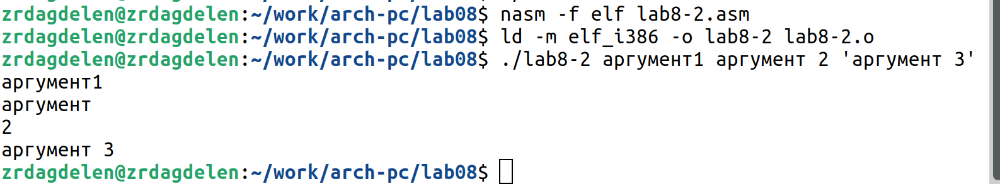 zrdagdelen@zrdagdelen:~/work/arch-pc/lab08$ nasm -f elf lab8-2.asm
zrdagdelen@zrdagdelen:~/work/arch-pc/lab08$ ld -m elf_i386 -o lab8-2 lab8-2.o
zrdagdelen@zrdagdelen:~/work/arch-pc/lab08$ ./lab8-2 аргумент1 аргумент 2 'аргумент 3'
аргумент1
аргумент
2
аргумент 3
zrdagdelen@zrdagdelen:~/work/arch-pc/lab08$